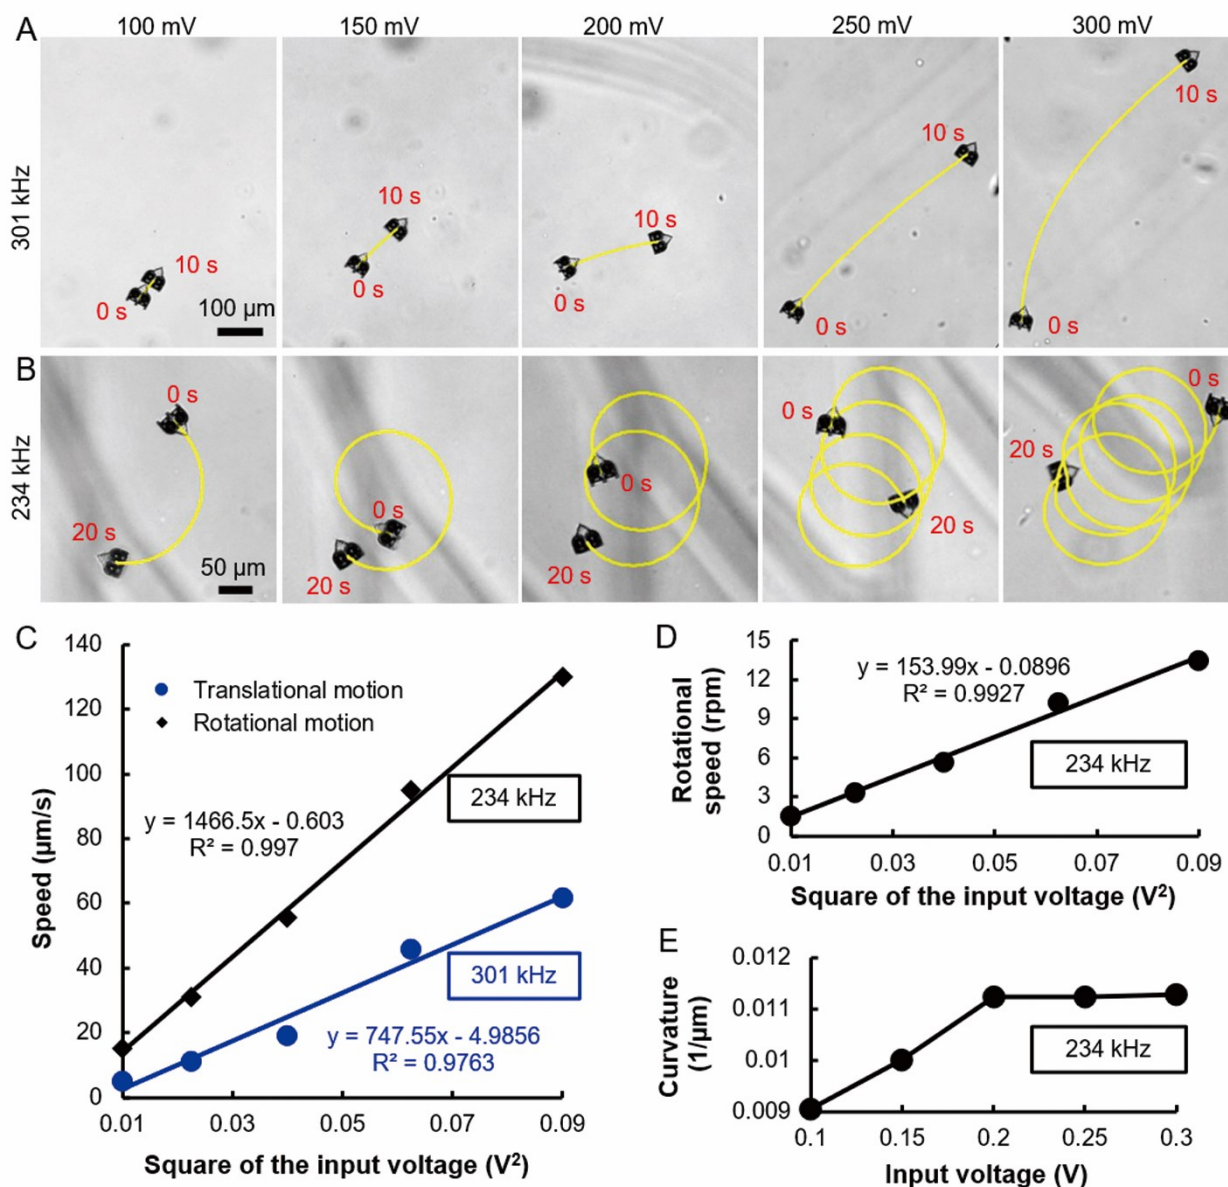 A
100 mV
150 mV
200 mV
250 mV
300 mV
301 kHz
10 s
0 s
100 µm
10 s
0 s
10 s
0 s
10 s
0 s
10 s
0 s
B
234 kHz
0 s
20 s
50 µm
0 s
20 s
0 s
20 s
0 s
20 s
0 s
20 s
C
Speed (µm/s)
140
120
100
80
60
40
20
0
Translational motion
Rotational motion
234 kHz
y = 1466.5x - 0.603
R² = 0.997
301 kHz
y = 747.55x - 4.9856
R² = 0.9763
0.01
0.03
0.05
0.07
0.09
Square of the input voltage (V²)
D
Rotational
speed (rpm)
15
12
9
6
3
0
y = 153.99x - 0.0896
R² = 0.9927
234 kHz
0.01
0.03
0.05
0.07
0.09
Square of the input voltage (V²)
E
Curvature
(1/µm)
0.012
0.011
0.01
0.009
234 kHz
0.1
0.15
0.2
0.25
0.3
Input voltage (V)